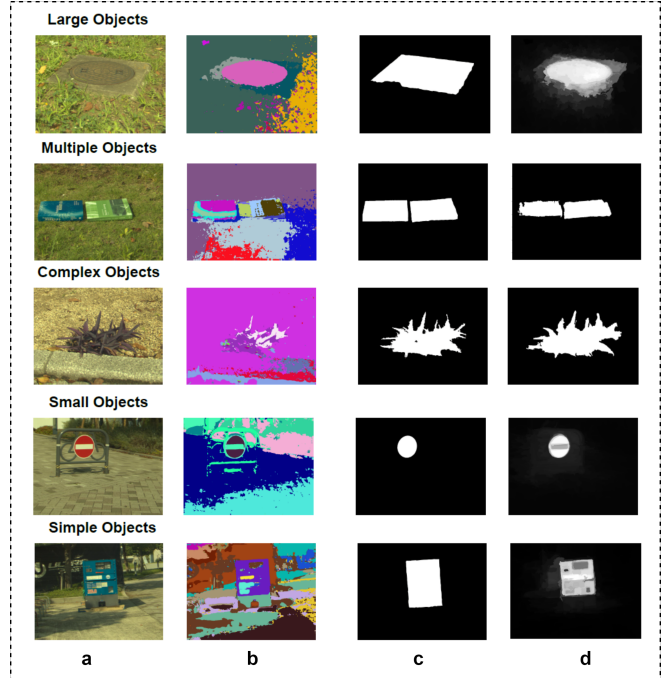 Large Objects
Multiple Objects
Complex Objects
Small Objects
Simple Objects
a b c d